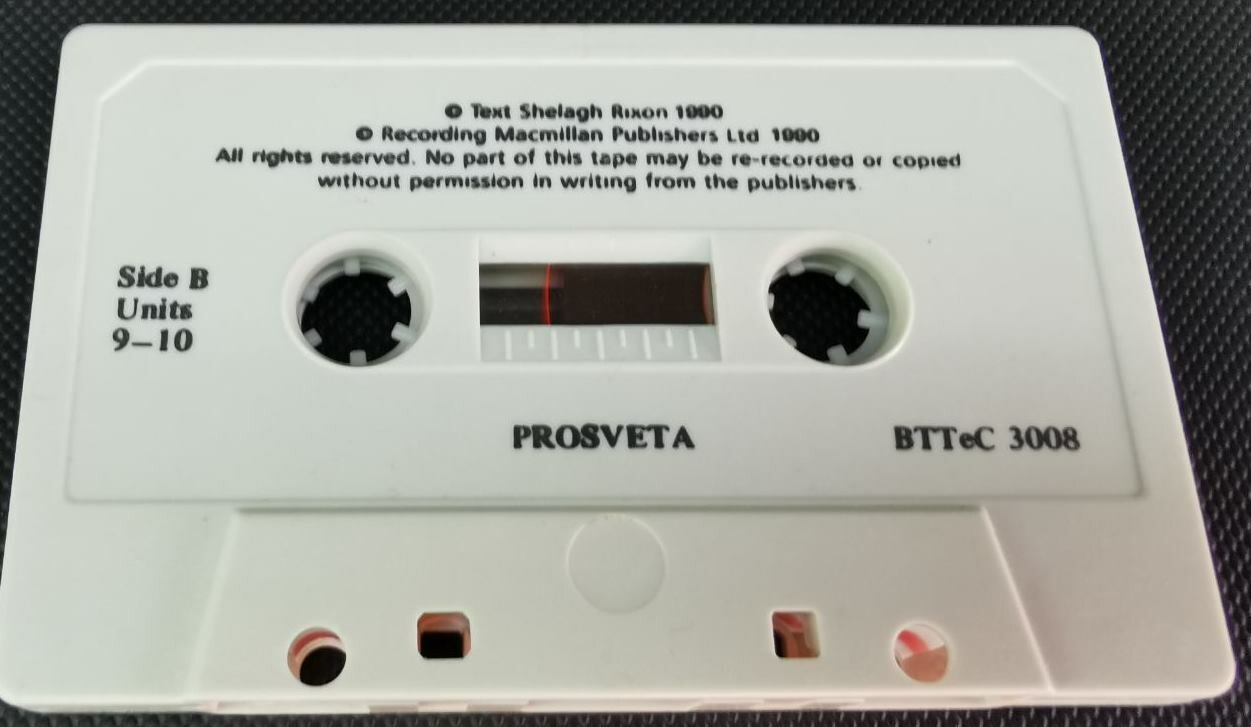 © Text Shelagh Rixon 1990
© Recording Macmillan Publishers Ltd 1990
All rights reserved. No part of this tape may be re-recorded or copied
without permission in writing from the publishers.
Side B
Units
9–10
PROSVETA
BTTeC 3008